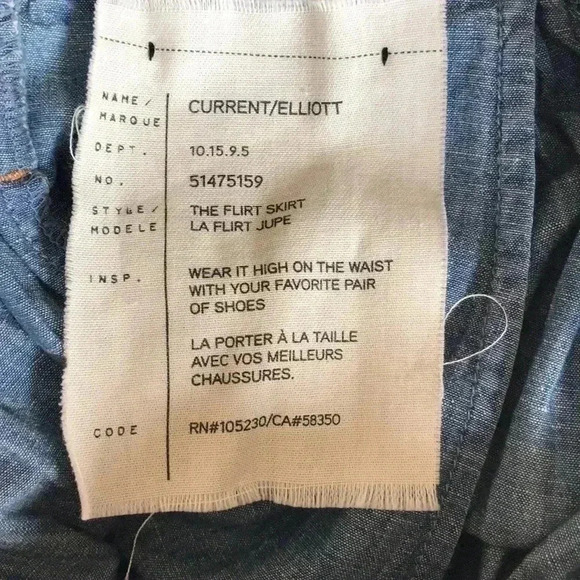 NAME/
MARQUE
CURRENT/ELLIOTT
DEPT.
10.15.9.5
NO.
51475159
STYLE/
MODELE
THE FLIRT SKIRT
LA FLIRT JUPE
INSP.
WEAR IT HIGH ON THE WAIST
WITH YOUR FAVORITE PAIR
OF SHOES
LA PORTER À LA TAILLE
AVEC VOS MEILLEURS
CHAUSSURES.
CODE
RN#105230/CA#58350